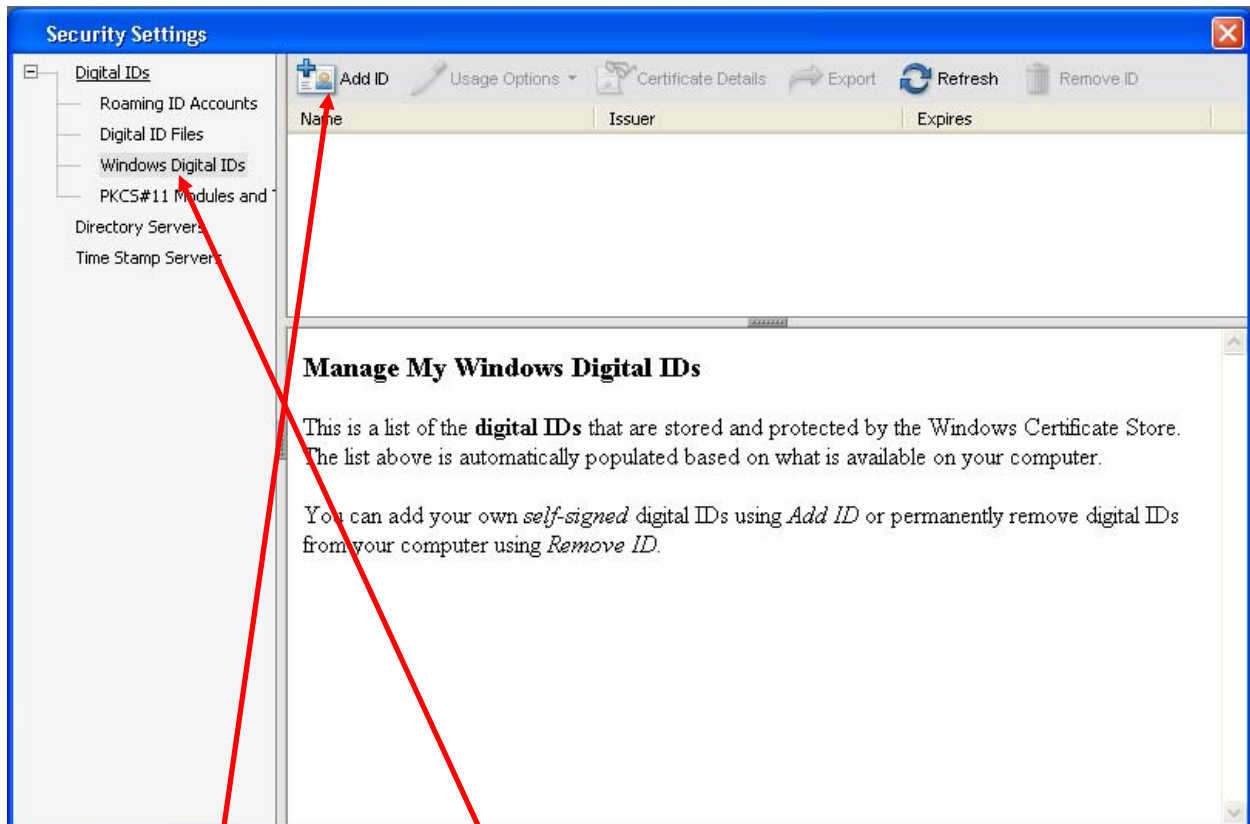 Security Settings
Digital IDs
Roaming ID Accounts
Digital ID Files
Windows Digital IDs
PKCS#11 Modules and
Directory Servers
Time Stamp Servers
Add ID Usage Options Certificate Details Export Refresh Remove ID
Name Issuer Expires
Manage My Windows Digital IDs
This is a list of the digital IDs that are stored and protected by the Windows Certificate Store.
The list above is automatically populated based on what is available on your computer.
You can add your own self-signed digital IDs using Add ID or permanently remove digital IDs
from your computer using Remove ID.